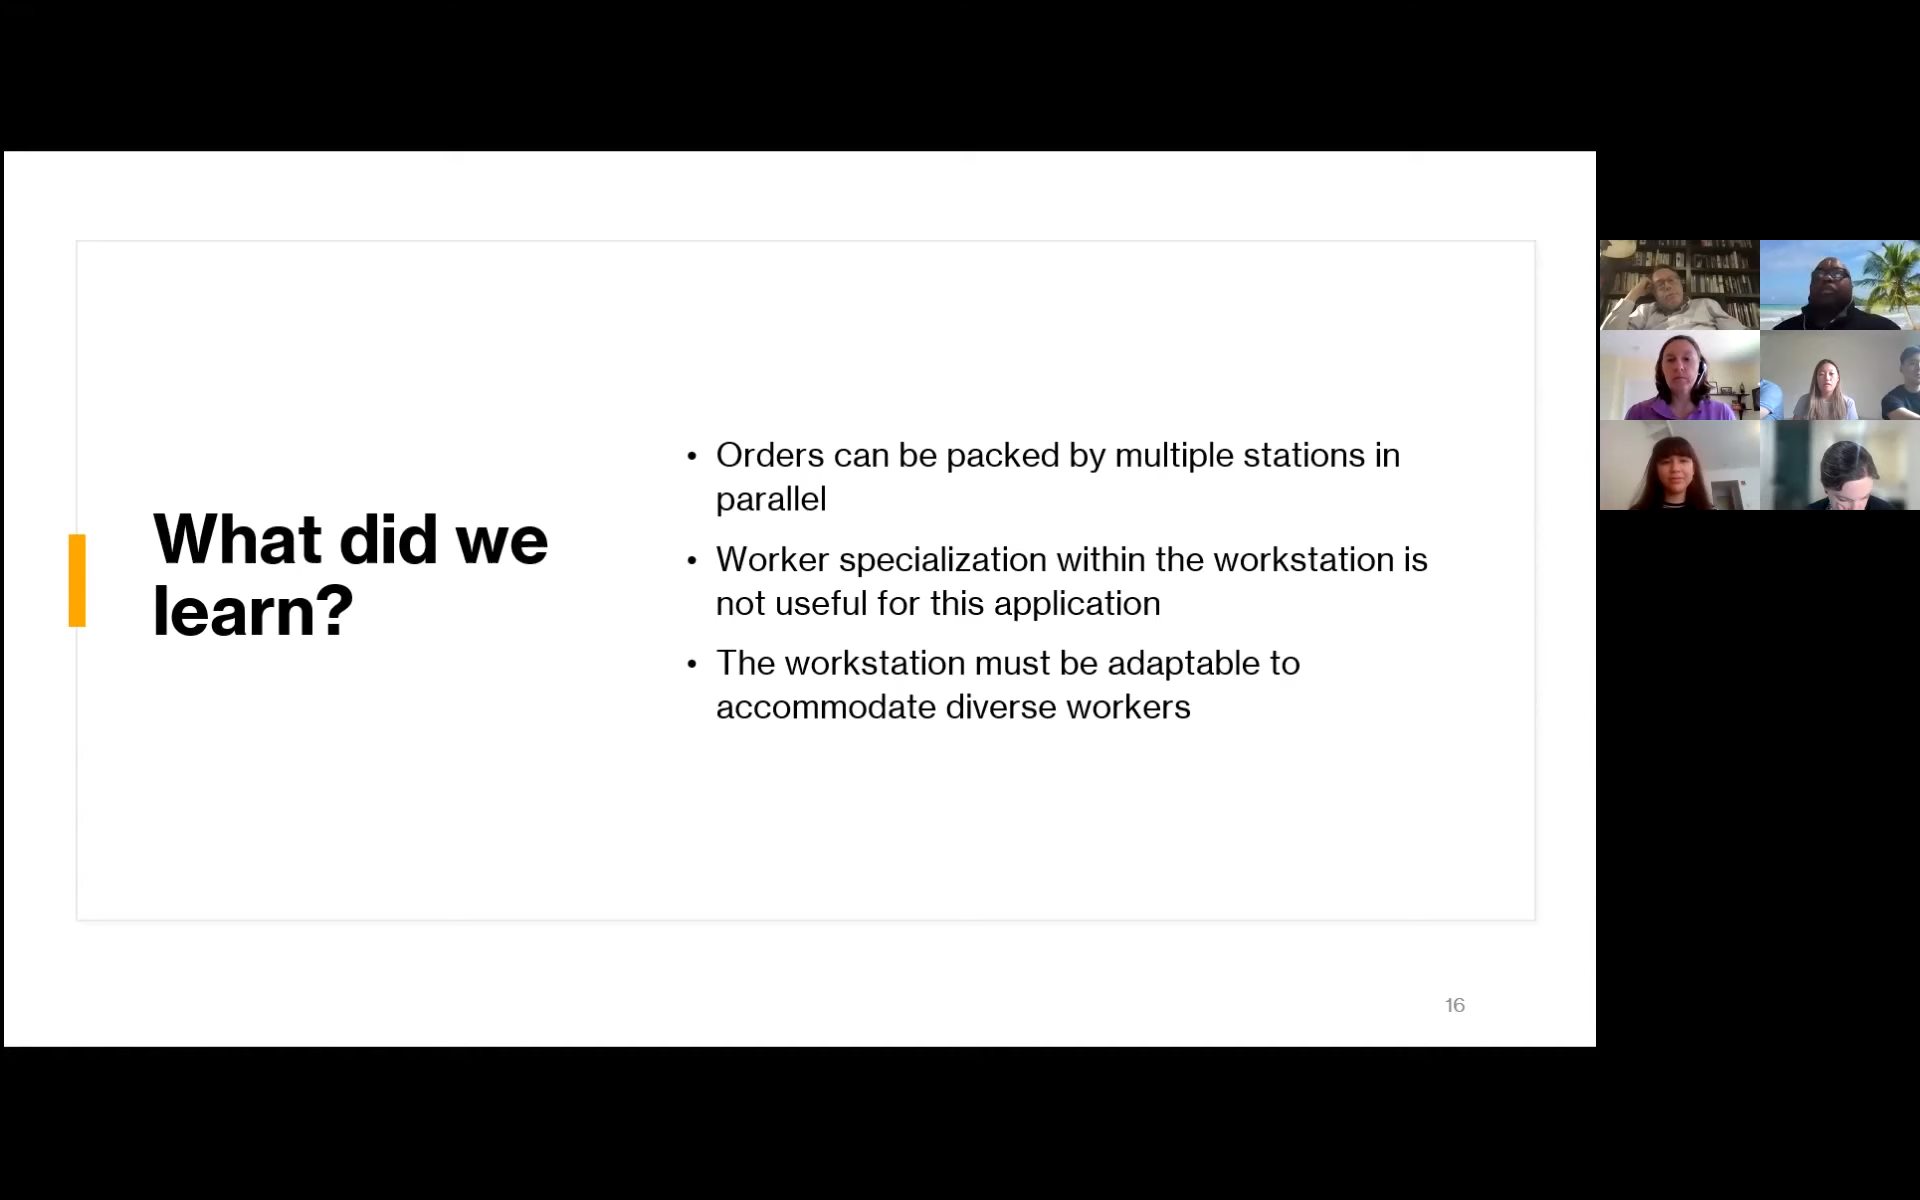 What did we
learn?
• Orders can be packed by multiple stations in
parallel
• Worker specialization within the workstation is
not useful for this application
• The workstation must be adaptable to
accommodate diverse workers
16